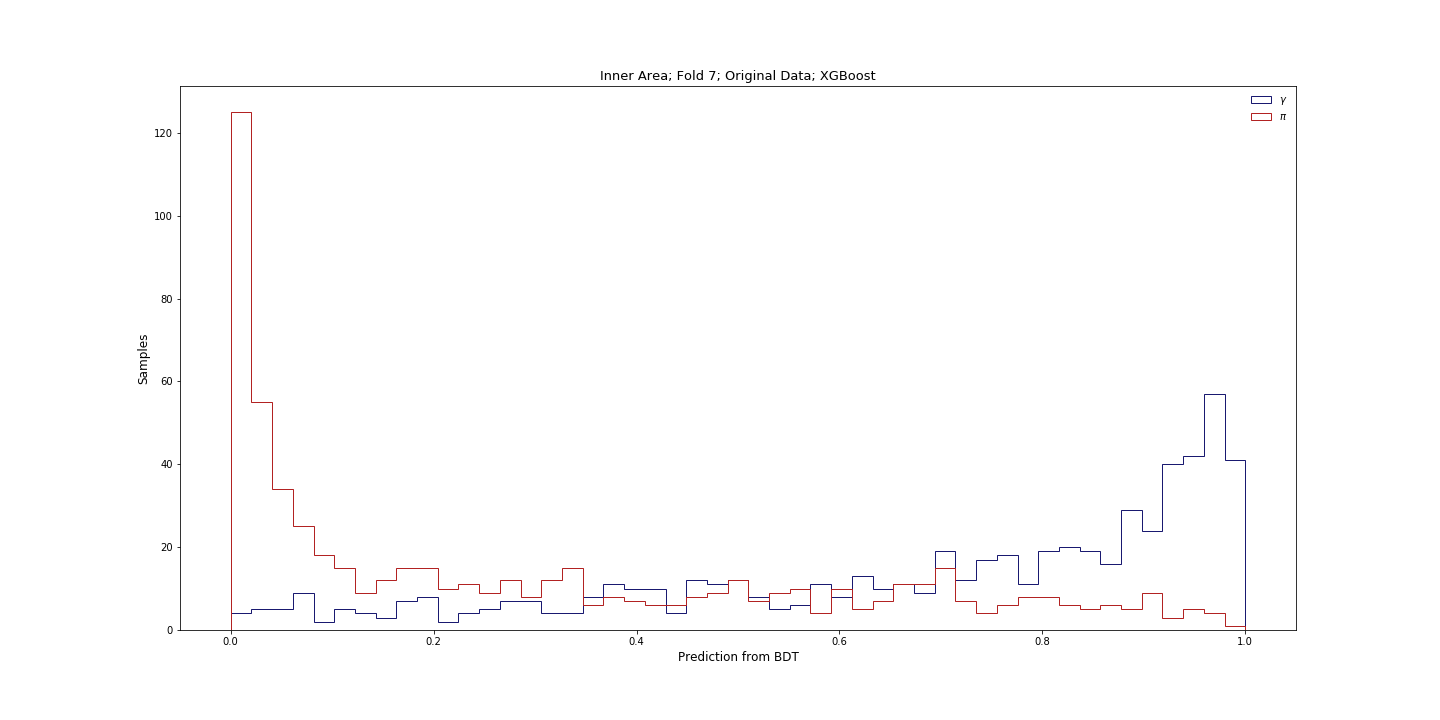 Inner Area; Fold 7; Original Data; XGBoost
γ
π
120
100
80
60
40
20
0
Samples
0.0 0.2 0.4 0.6 0.8 1.0
Prediction from BDT